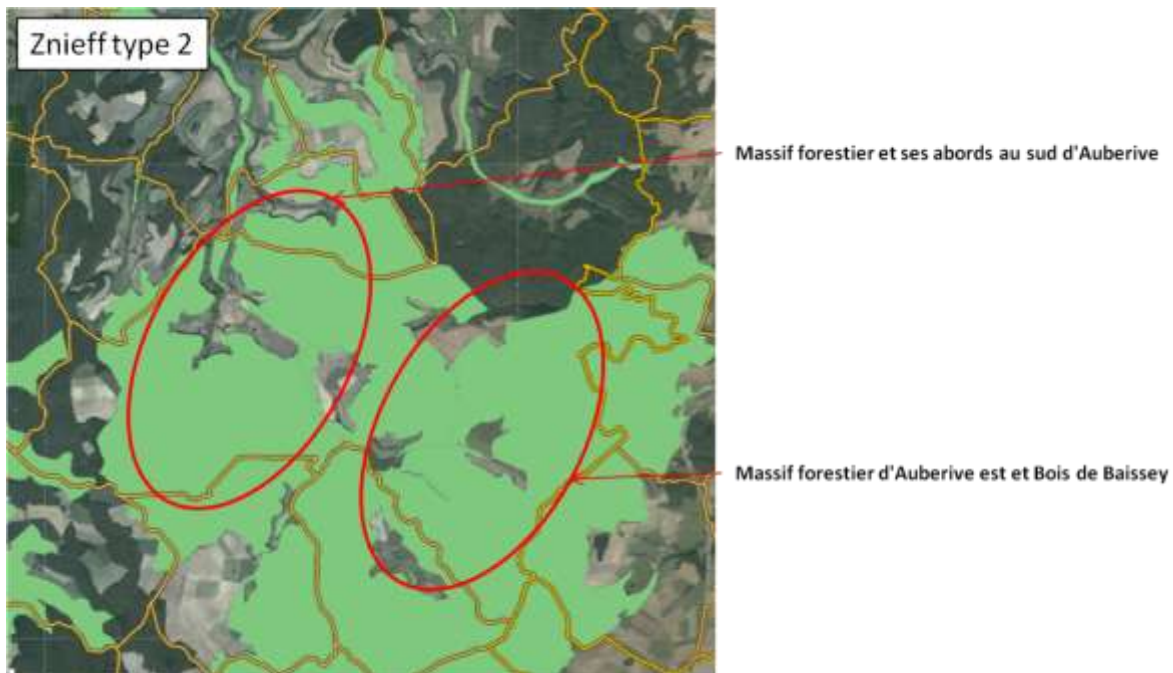 Znieff type 2
Massif forestier et ses abords au sud d'Auberive
Massif forestier d'Auberive est et Bois de Baissey